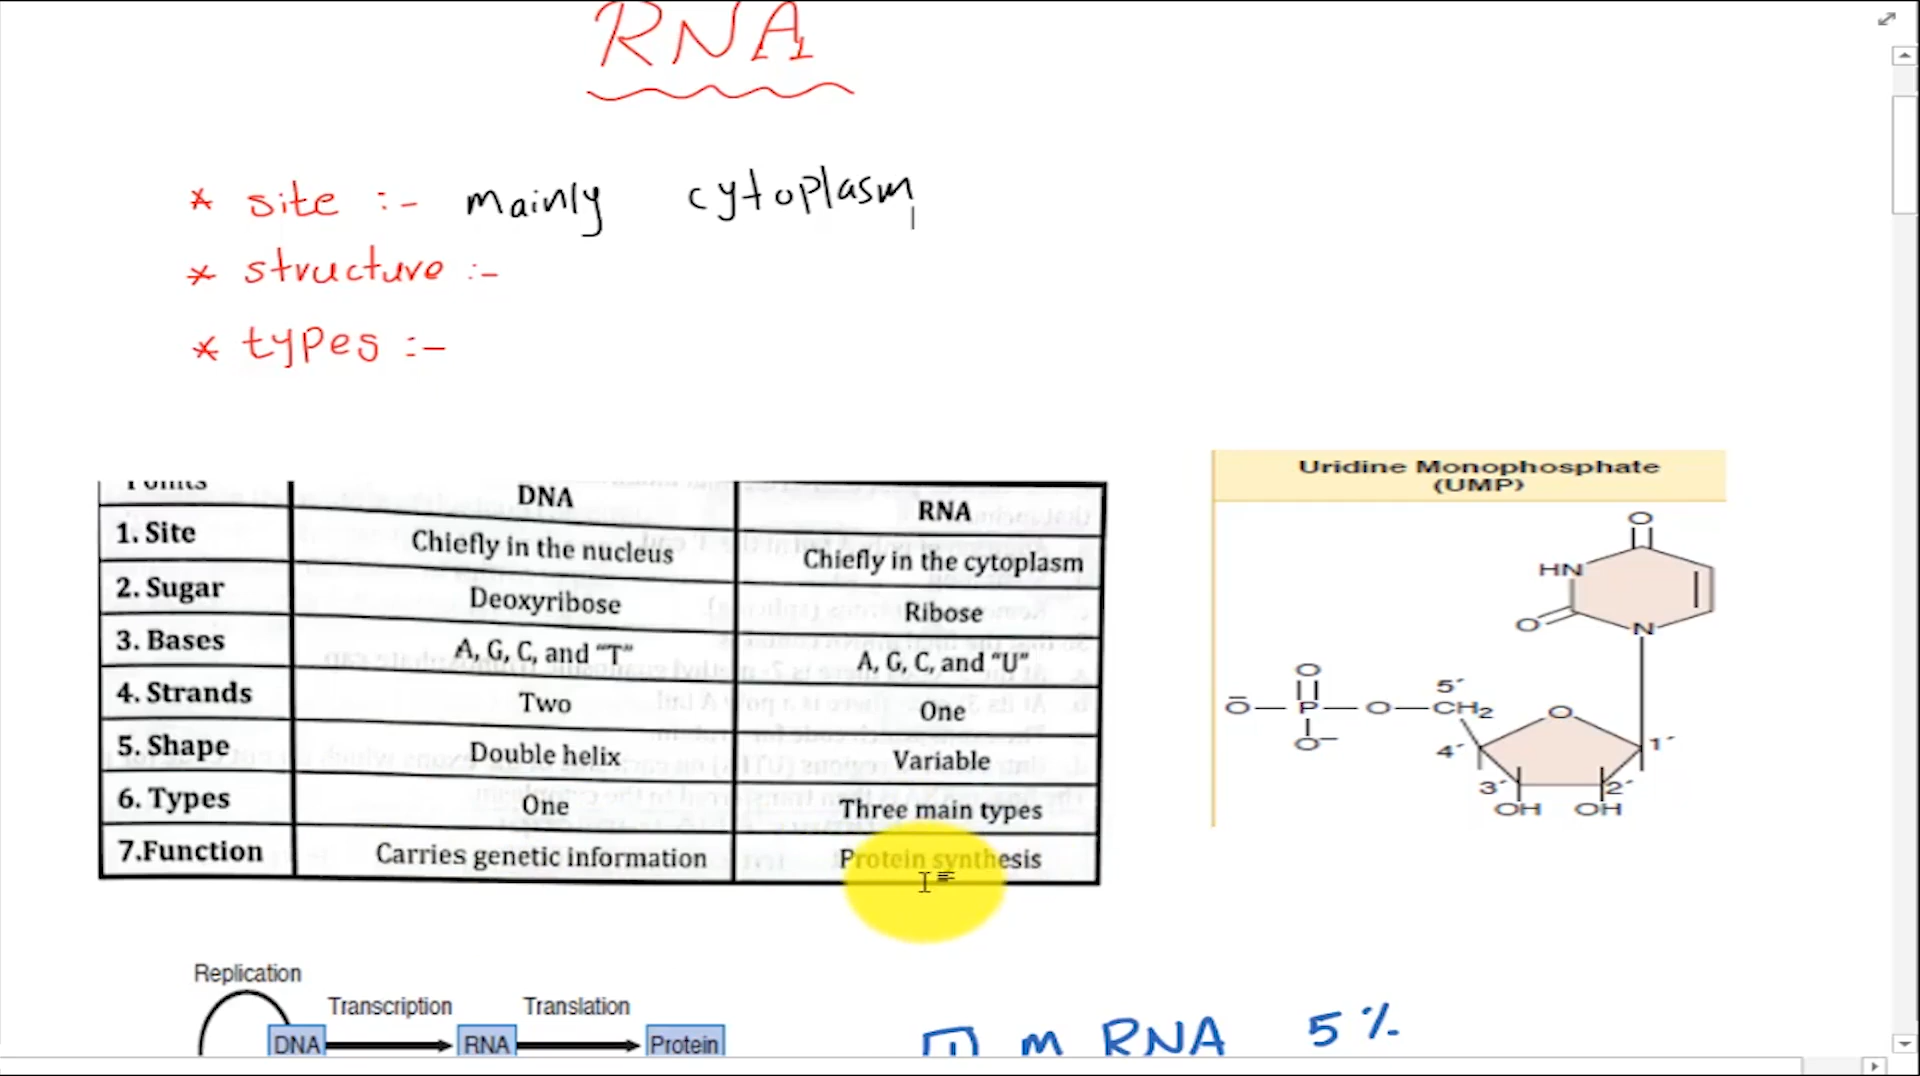 RNA
* site :- mainly cytoplasm
* structure :-
* types :-
Points DNA RNA
1. Site Chiefly in the nucleus Chiefly in the cytoplasm
2. Sugar Deoxyribose Ribose
3. Bases A, G, C, and “T” A, G, C, and “U”
4. Strands Two One
5. Shape Double helix Variable
6. Types One Three main types
7.Function Carries genetic information Protein synthesis
Uridine Monophosphate
(UMP)
O
HN
O
N
O
O
P
O
CH2
O-
5´
O
4´
1´
3´
2´
OH
OH
Replication
Transcription
Translation
DNA
RNA
Protein
1 m RNA 5 %